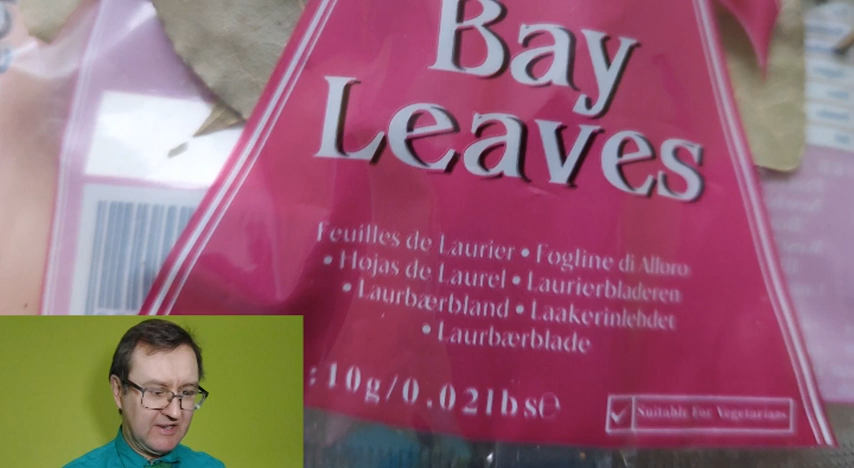 Bay
Leaves
Feuilles de Laurier • Fogline di Alloro
• Hojas de Laurel • Laurierbladeren
• Laurbærbland • Laakerinlehdet
• Laurbærblade
:10g/0.02lbs℮
Suitable For Vegetarians